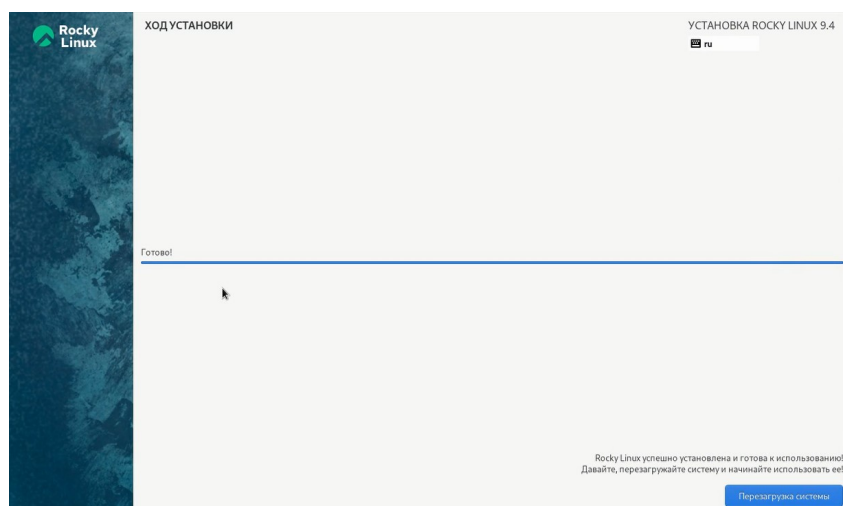 Rocky
Linux
ХОД УСТАНОВКИ
УСТАНОВКА ROCKY LINUX 9.4
ru
Готово!
Rocky Linux успешно установлена и готова к использованию!
Давайте, перезагружайте систему и начинайте использовать ее!
Перезагрузка системы